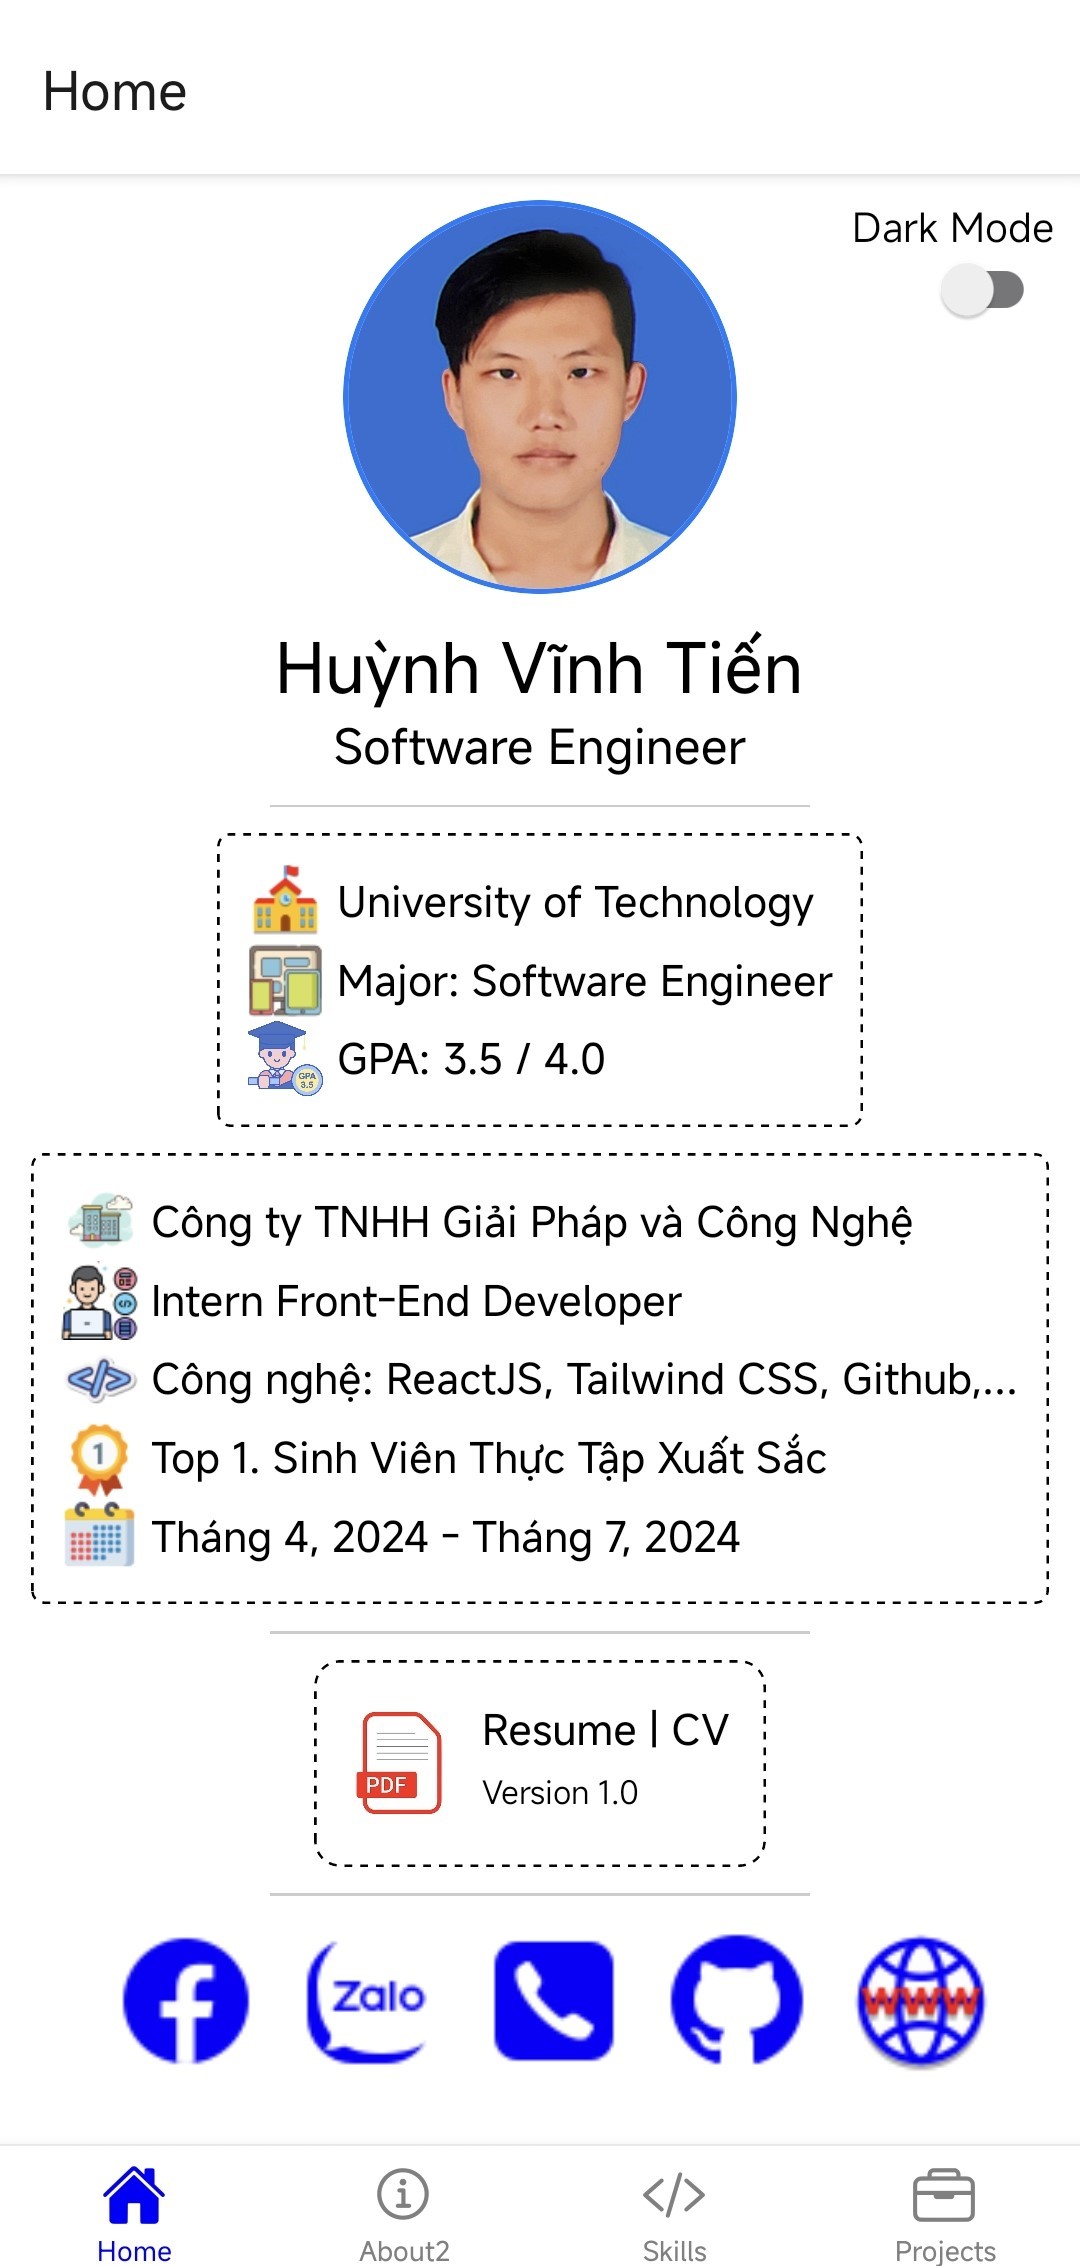 Home
Dark Mode
Huỳnh Vĩnh Tiến
Software Engineer
University of Technology
Major: Software Engineer
GPA: 3.5 / 4.0
GPA
3.5
Công ty TNHH Giải Pháp và Công Nghệ
Intern Front-End Developer
Công nghệ: ReactJS, Tailwind CSS, Github,...
1
Top 1. Sinh Viên Thực Tập Xuất Sắc
Tháng 4, 2024 - Tháng 7, 2024
Resume | CV
PDF
Version 1.0
Zalo
WWW
Home
About2
Skills
Projects